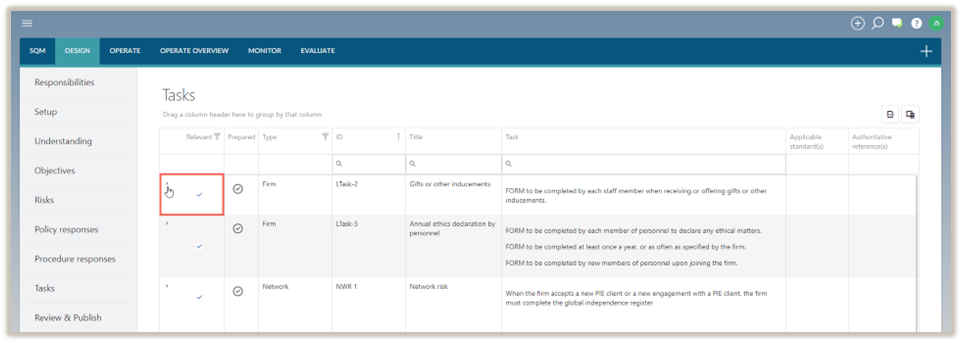 JS
SQM DESIGN OPERATE OPERATE OVERVIEW MONITOR EVALUATE
Responsibilities
Setup
Understanding
Objectives
Risks
Policy responses
Procedure responses
Tasks
Review & Publish
Tasks
Drag a column header here to group by that column
Relevant Prepared Type ID Title Task Applicable standard(s) Authoritative reference(s)
Firm LTask-2 Gifts or other inducements
FORM to be completed by each staff member when receiving or offering gifts or other
inducements.
Firm LTask-5 Annual ethics declaration by
personnel
FORM to be completed by each member of personnel to declare any ethical matters.
FORM to be completed at least once a year, or as often as specified by the firm.
FORM to be completed by new members of personnel upon joining the firm.
Network NWR 1 Network risk
When the firm accepts a new PIE client or a new engagement with a PIE client, the firm
must complete the global independence register